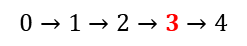 0 → 1 → 2 → 3 → 4